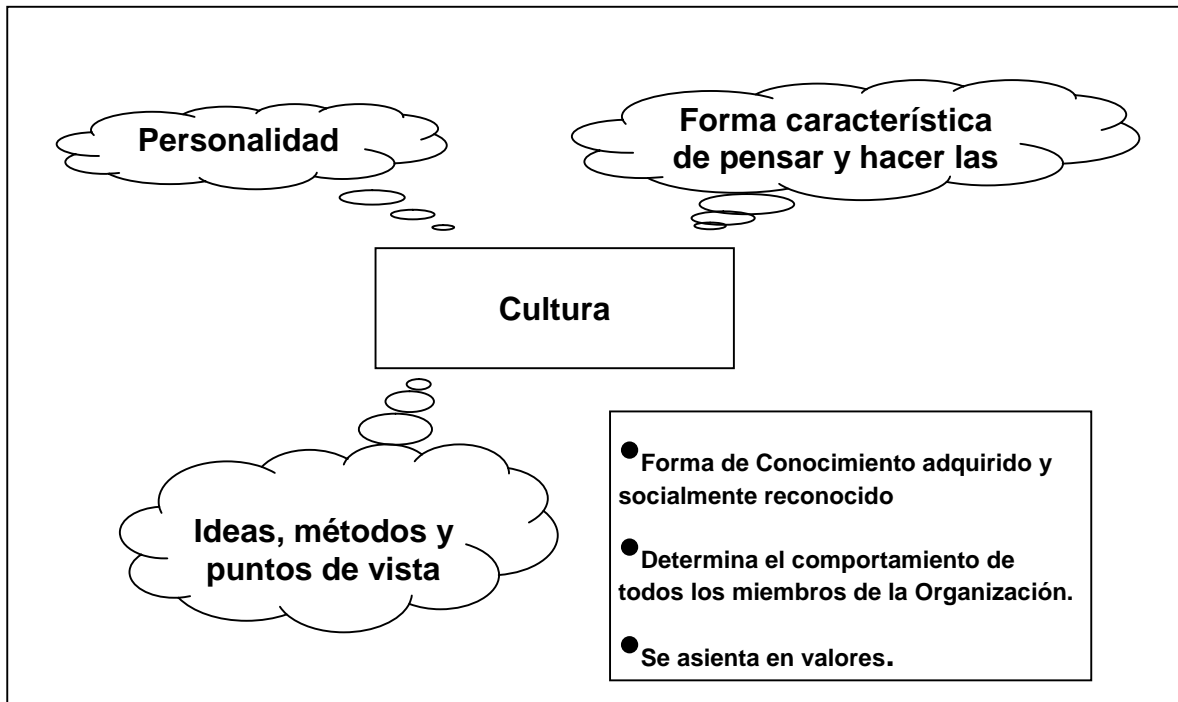 Personalidad
Forma característica
de pensar y hacer las
Cultura
Ideas, métodos y
puntos de vista
●Forma de Conocimiento adquirido y
socialmente reconocido
●Determina el comportamiento de
todos los miembros de la Organización.
●Se asienta en valores.